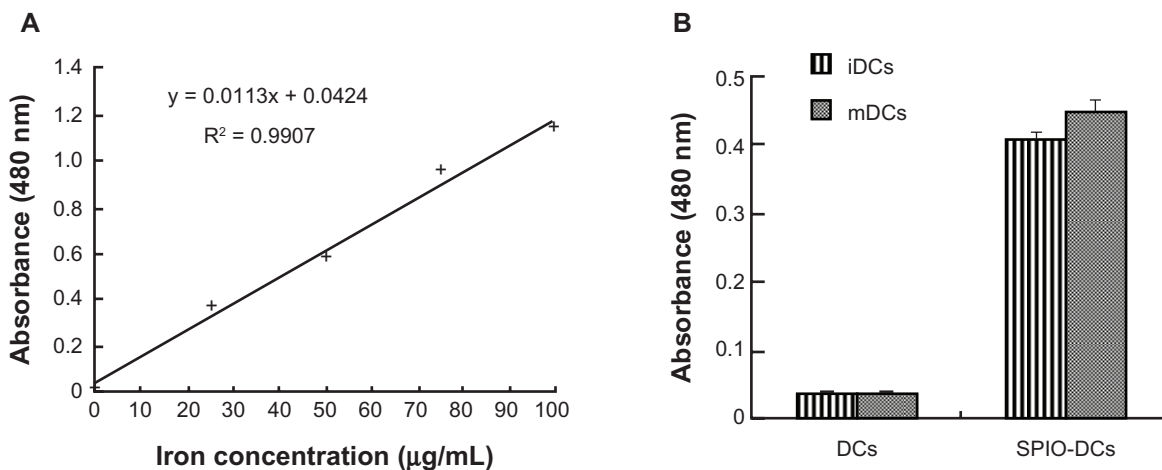 A
Absorbance (480 nm)
1.4
1.2
1.0
0.8
0.6
0.4
0.2
0
y = 0.0113x + 0.0424
R² = 0.9907
0 10 20 30 40 50 60 70 80 90 100
Iron concentration (µg/mL)
B
Absorbance (480 nm)
0.5
0.4
0.3
0.2
0.1
0
iDCs
mDCs
DCs SPIO-DCs